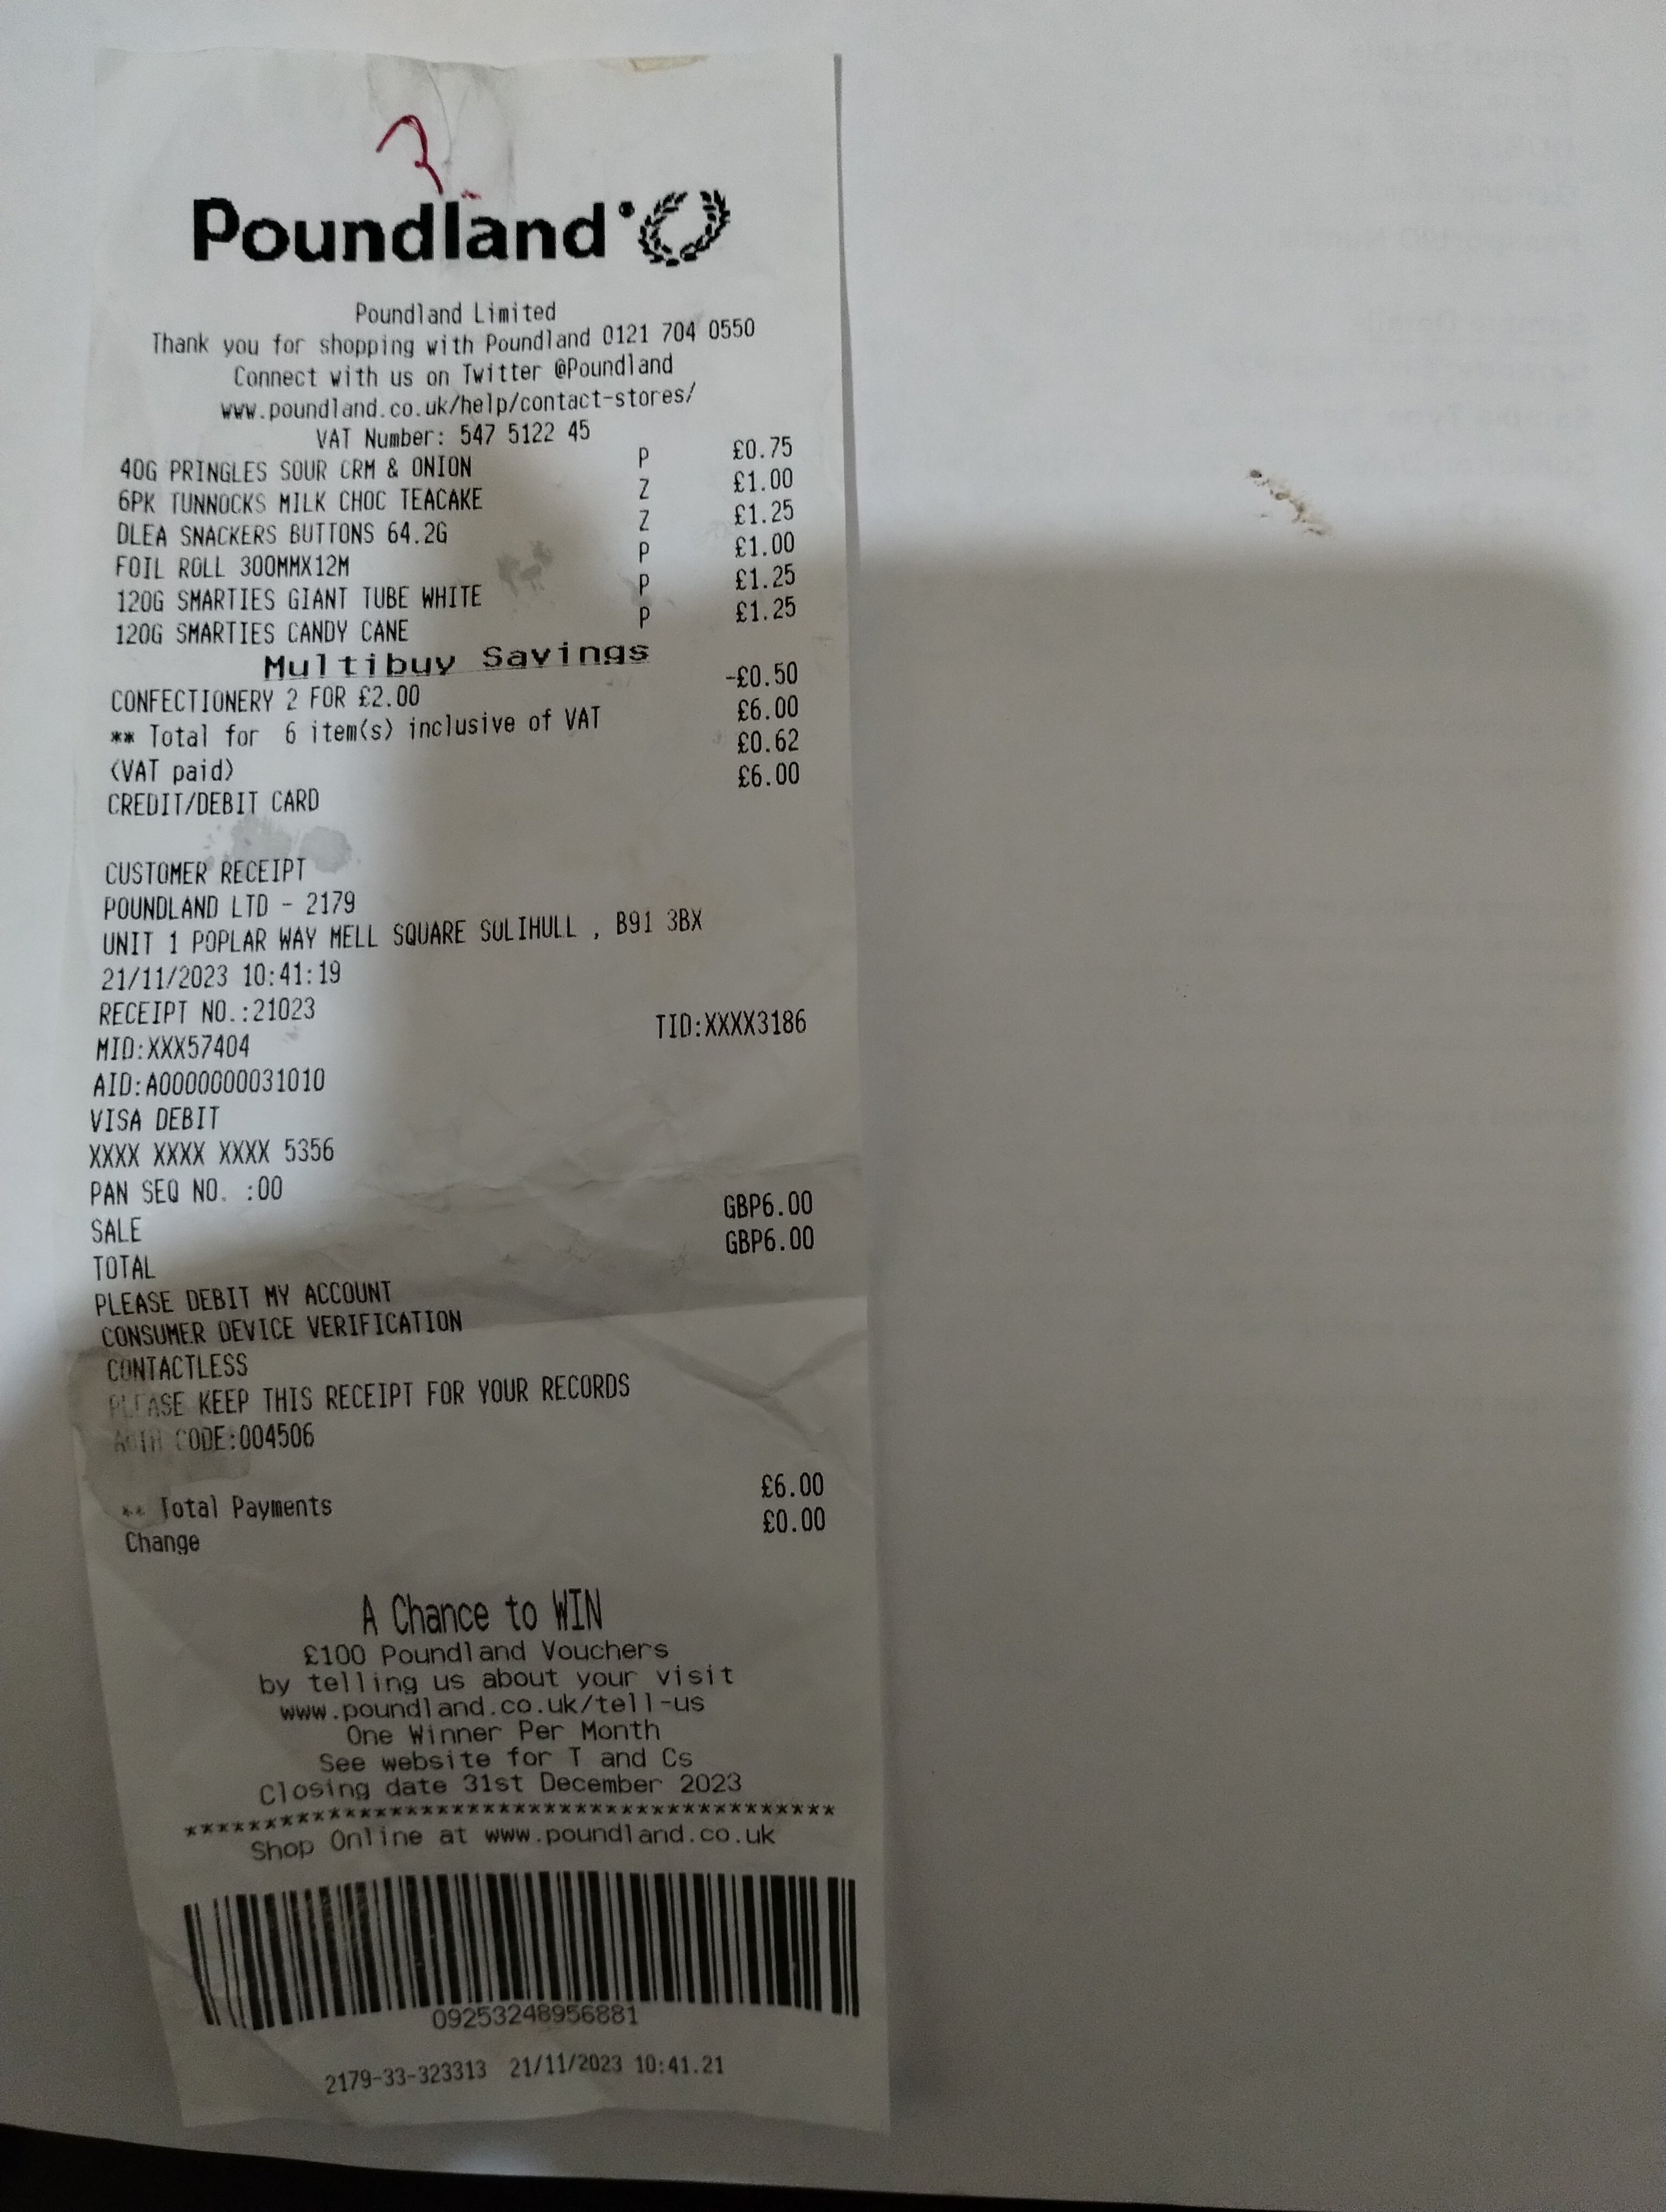 Poundland
Poundland Limited
Thank you for shopping with Poundland 0121 704 0550
Connect with us on Twitter @Poundland
www.poundland.co.uk/help/contact-stores/
VAT Number: 547 5122 45
40G PRINGLES SOUR CRM & ONION P £0.75
6PK TUNNOCKS MILK CHOC TEACAKE Z £1.00
DLEA SNACKERS BUTTONS 64.2G Z £1.25
FOIL ROLL 300MMX12M P £1.00
120G SMARTIES GIANT TUBE WHITE P £1.25
120G SMARTIES CANDY CANE P £1.25
Multibuy Savings
CONFECTIONERY 2 FOR £2.00 -£0.50
** Total for 6 item(s) inclusive of VAT £6.00
(VAT paid) £0.62
CREDIT/DEBIT CARD £6.00
CUSTOMER RECEIPT
POUNDLAND LTD - 2179
UNIT 1 POPLAR WAY MELL SQUARE SOLIHULL , B91 3BX
21/11/2023 10:41:19
RECEIPT NO.:21023
MID:XXX57404 TID:XXXX3186
AID:A0000000031010
VISA DEBIT
XXXX XXXX XXXX 5356
PAN SEQ NO. :00
SALE GBP6.00
TOTAL GBP6.00
PLEASE DEBIT MY ACCOUNT
CONSUMER DEVICE VERIFICATION
CONTACTLESS
PLEASE KEEP THIS RECEIPT FOR YOUR RECORDS
AUTH CODE:004506
** Total Payments £6.00
Change £0.00
A Chance to WIN
£100 Poundland Vouchers
by telling us about your visit
www.poundland.co.uk/tell-us
One Winner Per Month
See website for T and Cs
Closing date 31st December 2023
*****************************************
Shop Online at www.poundland.co.uk
09253248956881
2179-33-323313 21/11/2023 10:41.21